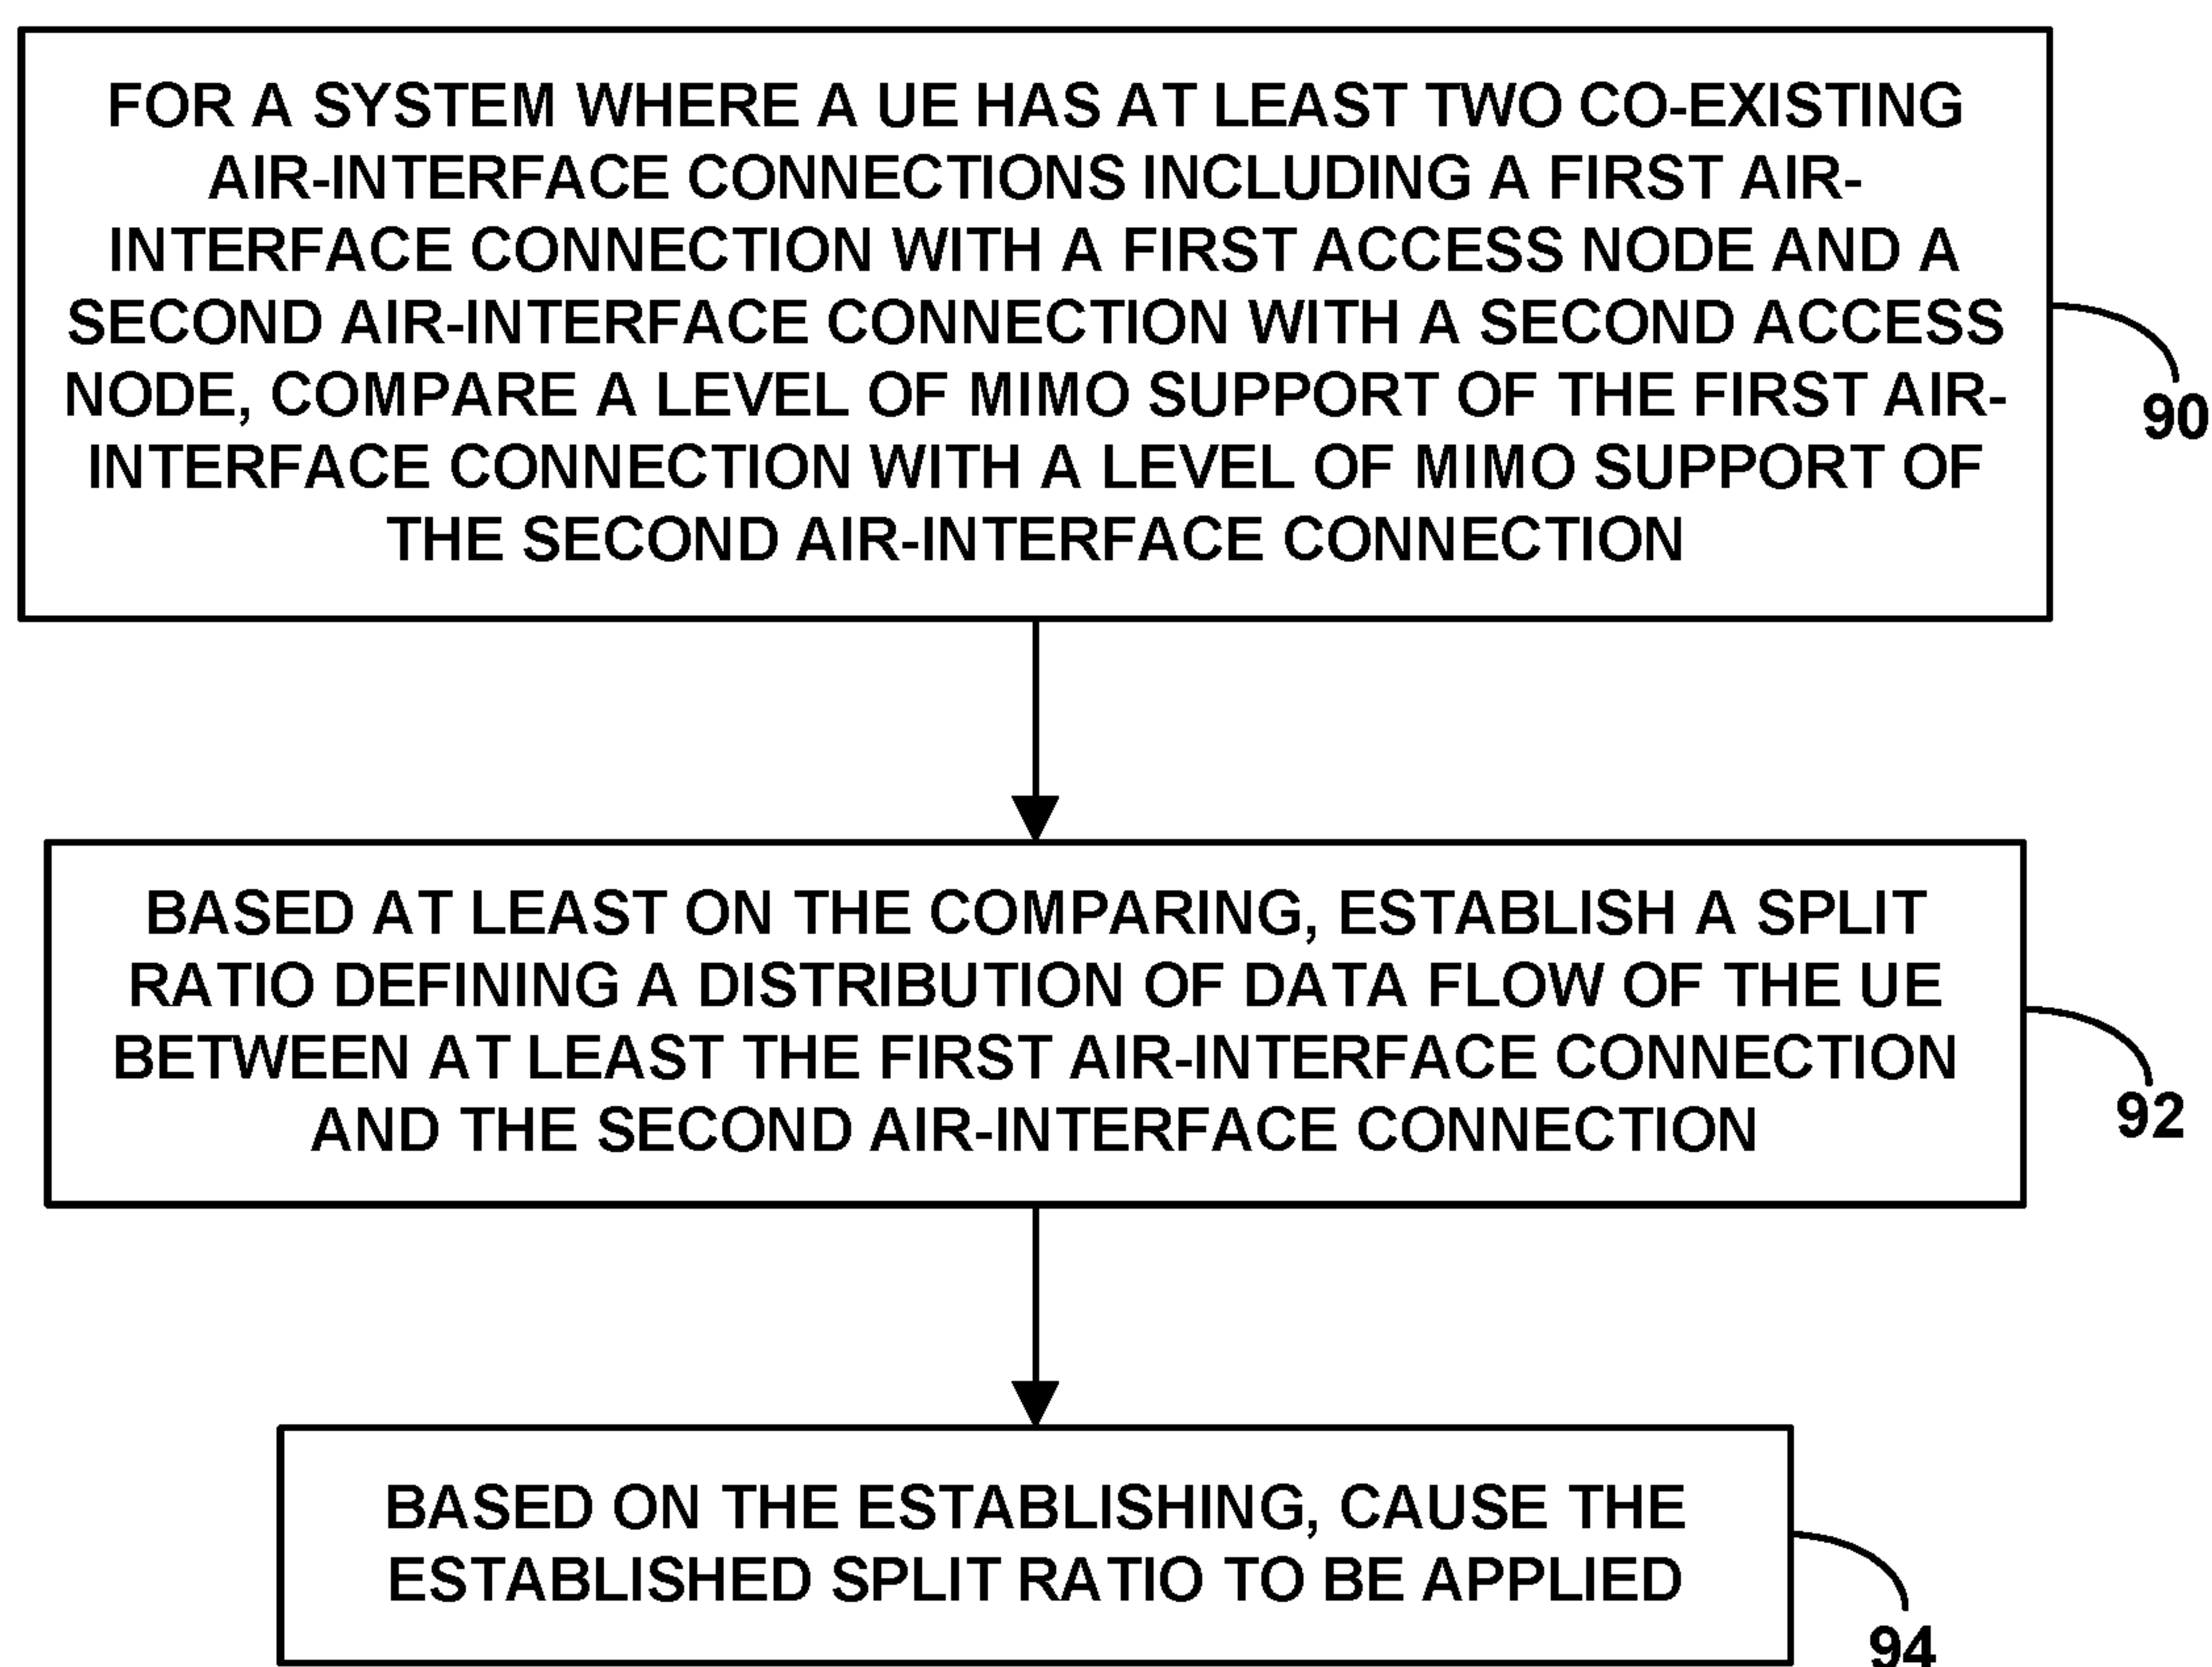 FOR A SYSTEM WHERE A UE HAS AT LEAST TWO CO-EXISTING
AIR-INTERFACE CONNECTIONS INCLUDING A FIRST AIR-
INTERFACE CONNECTION WITH A FIRST ACCESS NODE AND A
SECOND AIR-INTERFACE CONNECTION WITH A SECOND ACCESS
NODE, COMPARE A LEVEL OF MIMO SUPPORT OF THE FIRST AIR-
INTERFACE CONNECTION WITH A LEVEL OF MIMO SUPPORT OF
THE SECOND AIR-INTERFACE CONNECTION
90
BASED AT LEAST ON THE COMPARING, ESTABLISH A SPLIT
RATIO DEFINING A DISTRIBUTION OF DATA FLOW OF THE UE
BETWEEN AT LEAST THE FIRST AIR-INTERFACE CONNECTION
AND THE SECOND AIR-INTERFACE CONNECTION
92
BASED ON THE ESTABLISHING, CAUSE THE
ESTABLISHED SPLIT RATIO TO BE APPLIED
94